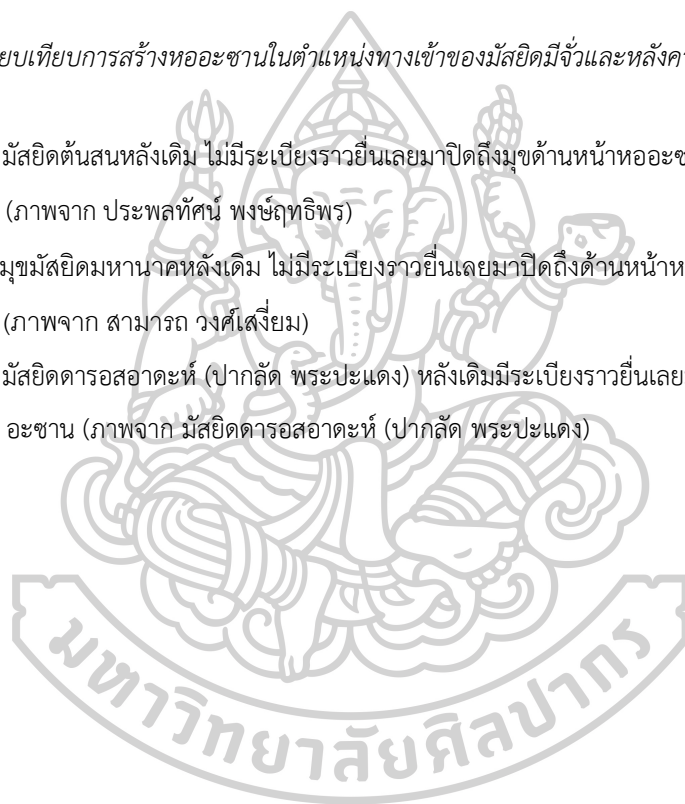 ยบเทียบการสร้างหออะซานในตำแหน่งทางเข้าของมัสยิดมีจั่วและหลังคา
มัสยิดต้นสนหลังเดิม ไม่มีระเบียงราวยื่นเลยมาปิดถึงมุขด้านหน้าหออะซ
(ภาพจาก ประพลทัศน์ พงษ์ฤทธิพร)
มุขมัสยิดมหานาคหลังเดิม ไม่มีระเบียงราวยื่นเลยมาปิดถึงด้านหน้าห
(ภาพจาก สามารถ วงศ์เสงี่ยม)
มัสยิดดารอสอาดะห์ (ปากลัด พระปะแดง) หลังเดิมมีระเบียงราวยื่นเลย
อะซาน (ภาพจาก มัสยิดดารอสอาดะห์ (ปากลัด พระปะแดง)
มหาวิทยาลัยศิลปากร